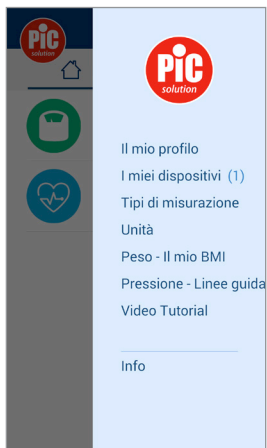 PiC
solution
PiC
solution
Il mio profilo
I miei dispositivi (1)
Tipi di misurazione
Unità
Peso - Il mio BMI
Pressione - Linee guida
Video Tutorial
Info